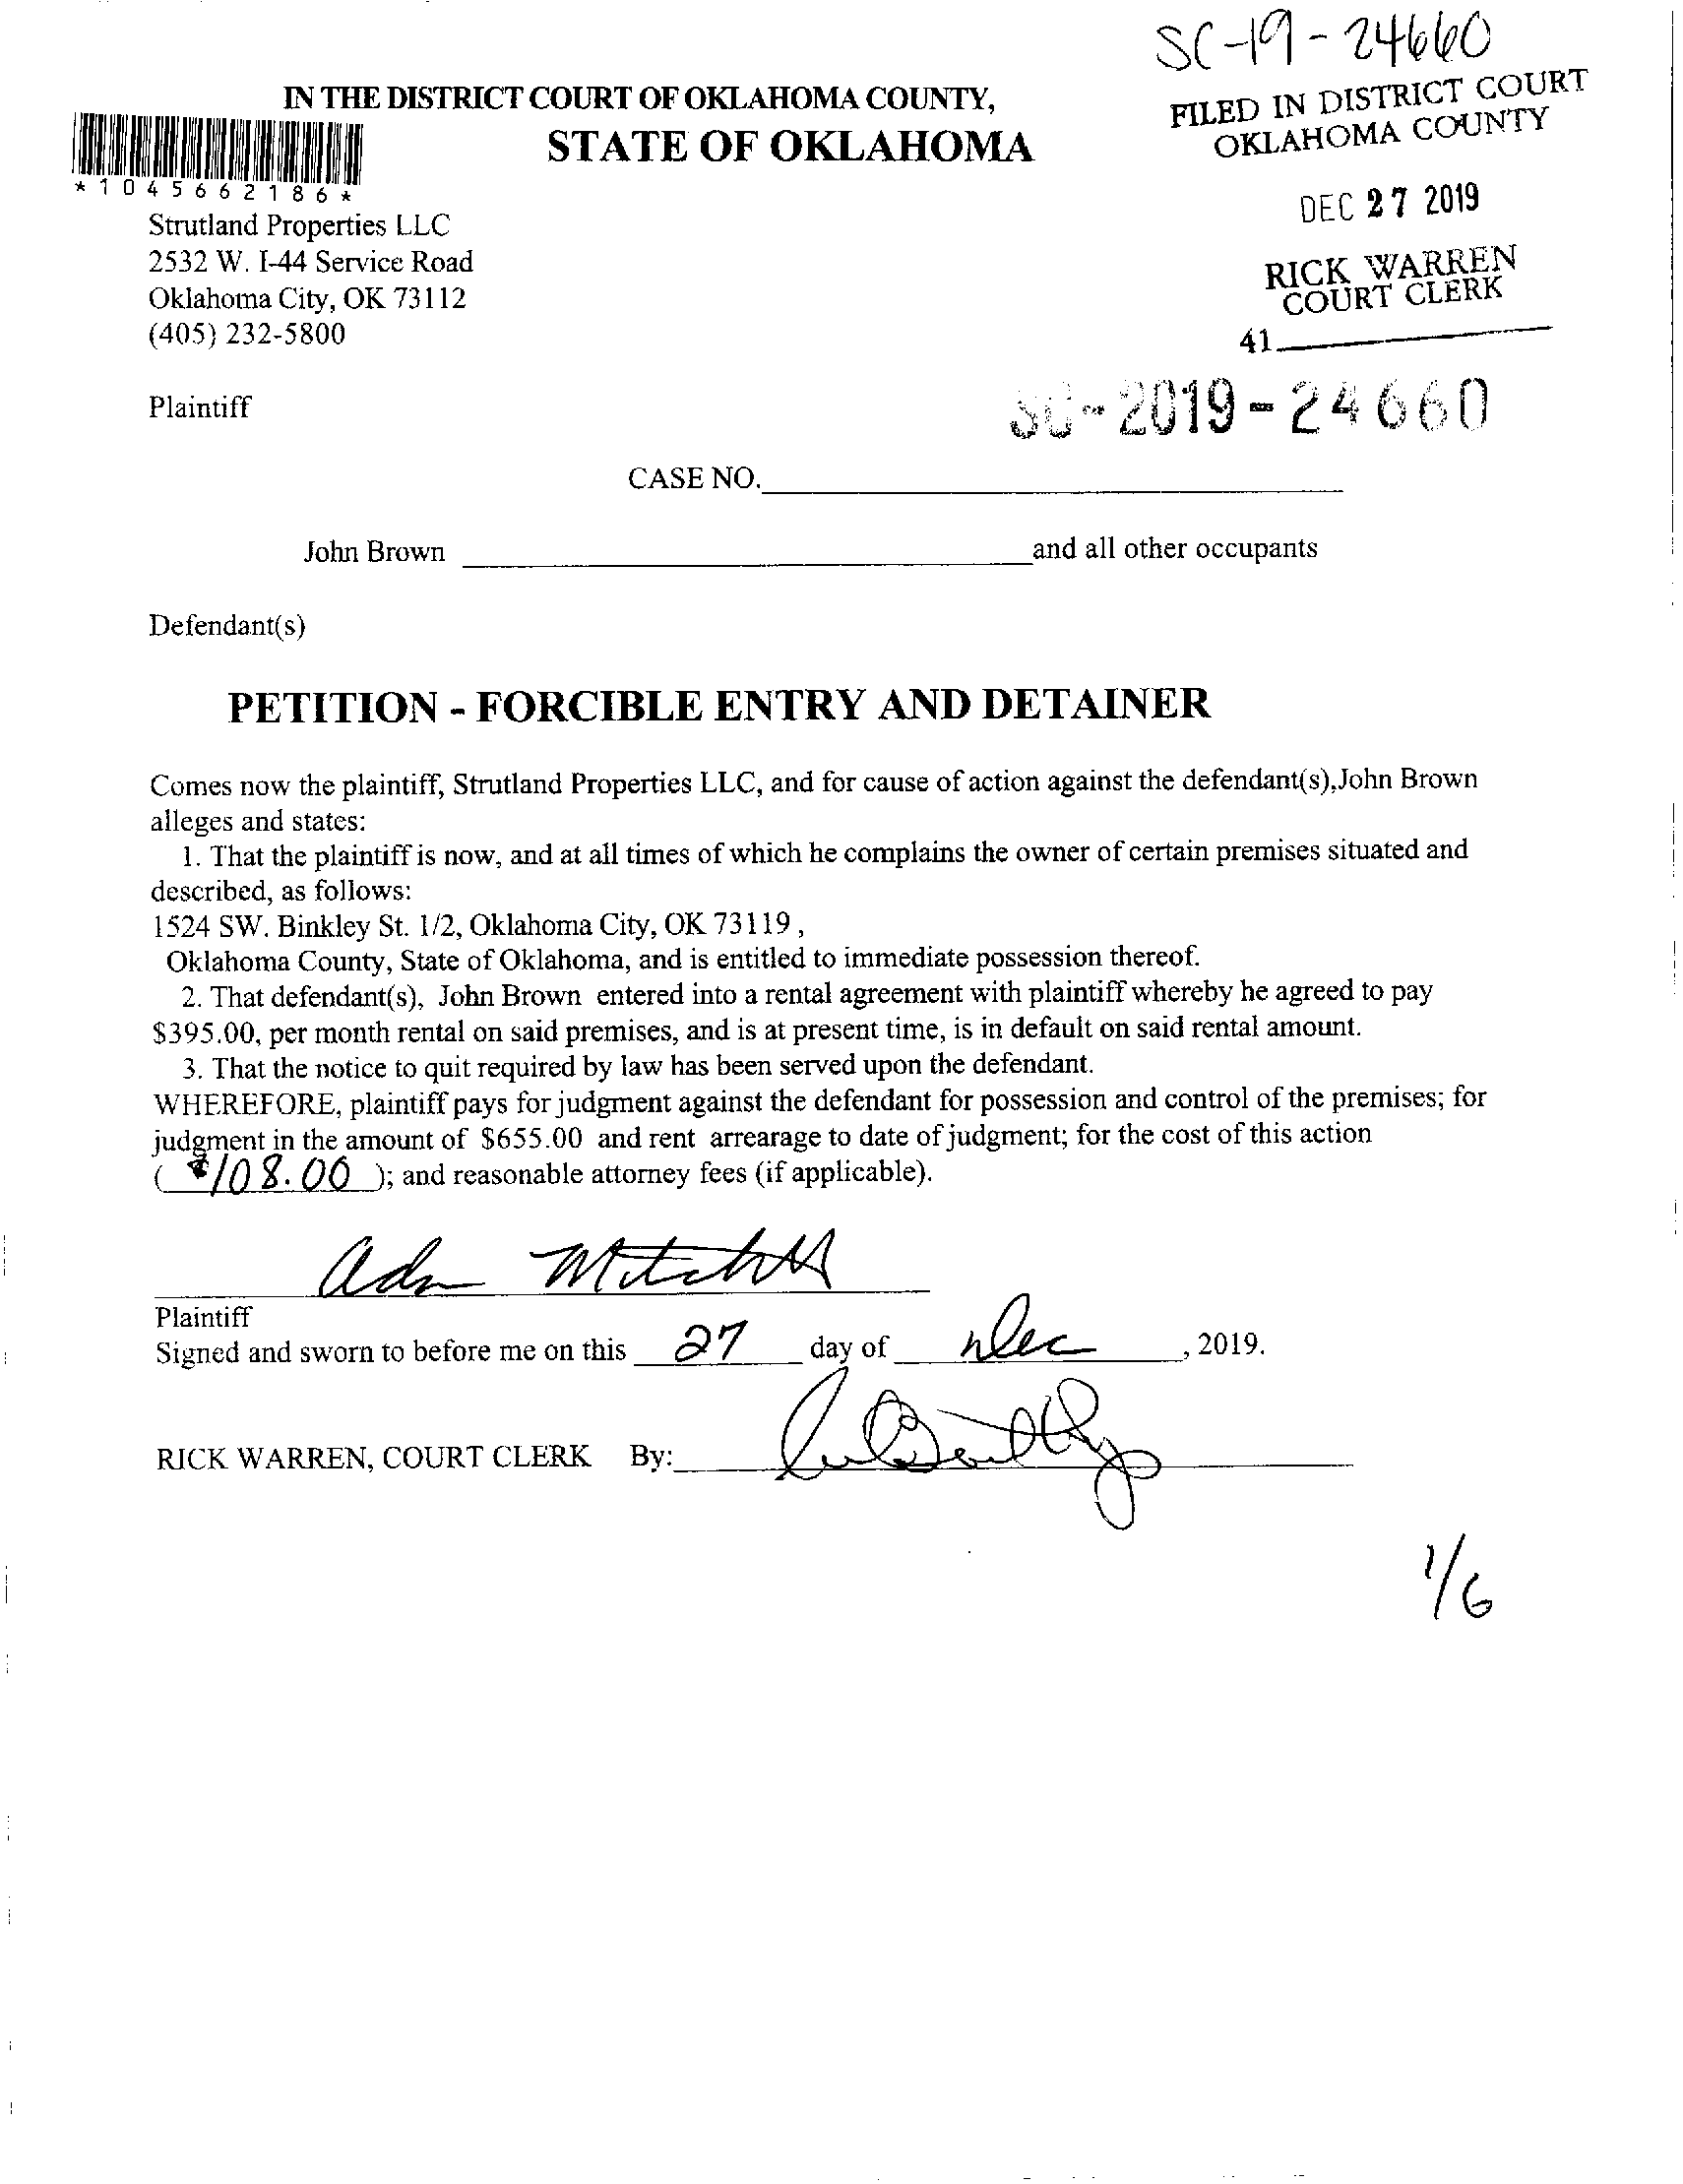 SC-19-24660
IN THE DISTRICT COURT OF OKLAHOMA COUNTY,
STATE OF OKLAHOMA
FILED IN DISTRICT COURT
OKLAHOMA COUNTY
*1045662186*
DEC 27 2019
Strutland Properties LLC
2532 W. I-44 Service Road
Oklahoma City, OK 73112
(405) 232-5800
RICK WARREN
COURT CLERK
41
Plaintiff
SC-2019-24660
CASE NO.
John Brown and all other occupants
Defendant(s)
PETITION - FORCIBLE ENTRY AND DETAINER
Comes now the plaintiff, Strutland Properties LLC, and for cause of action against the defendant(s),John Brown
alleges and states:
1. That the plaintiff is now, and at all times of which he complains the owner of certain premises situated and
described, as follows:
1524 SW. Binkley St. 1/2, Oklahoma City, OK 73119 ,
Oklahoma County, State of Oklahoma, and is entitled to immediate possession thereof.
2. That defendant(s), John Brown entered into a rental agreement with plaintiff whereby he agreed to pay
$395.00, per month rental on said premises, and is at present time, is in default on said rental amount.
3. That the notice to quit required by law has been served upon the defendant.
WHEREFORE, plaintiff pays for judgment against the defendant for possession and control of the premises; for
judgment in the amount of $655.00 and rent arrearage to date of judgment; for the cost of this action
( $108.00 ); and reasonable attorney fees (if applicable).
Plaintiff
Signed and sworn to before me on this 27 day of Dec , 2019.
RICK WARREN, COURT CLERK By:
1/6